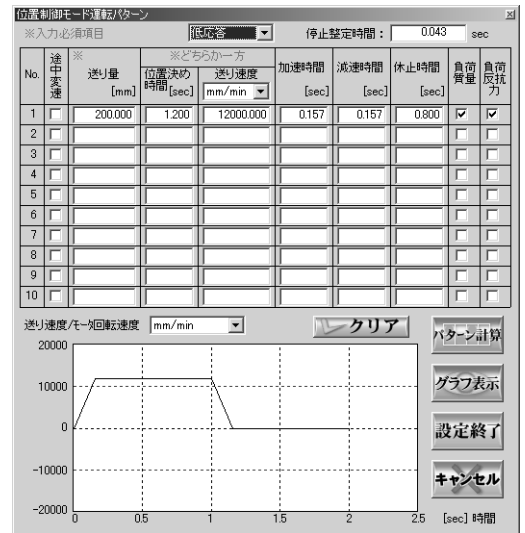 位置制御モード運転パターン
※入力必須項目 低応答 停止整定時間： 0.043 sec
No. 途中変速 ※ 送り量 [mm] ※どちらか一方 位置決め時間 [sec] 送り速度 mm/min 加速時間 [sec] 減速時間 [sec] 休止時間 [sec] 負荷質量 負荷反抗力
1 200.000 1.200 12000.000 0.157 0.157 0.800
2
3
4
5
6
7
8
9
10
送り速度/モータ回転速度 mm/min クリア
パターン計算
グラフ表示
設定終了
キャンセル
20000
10000
0
-10000
-20000
0 0.5 1 1.5 2 2.5 [sec] 時間